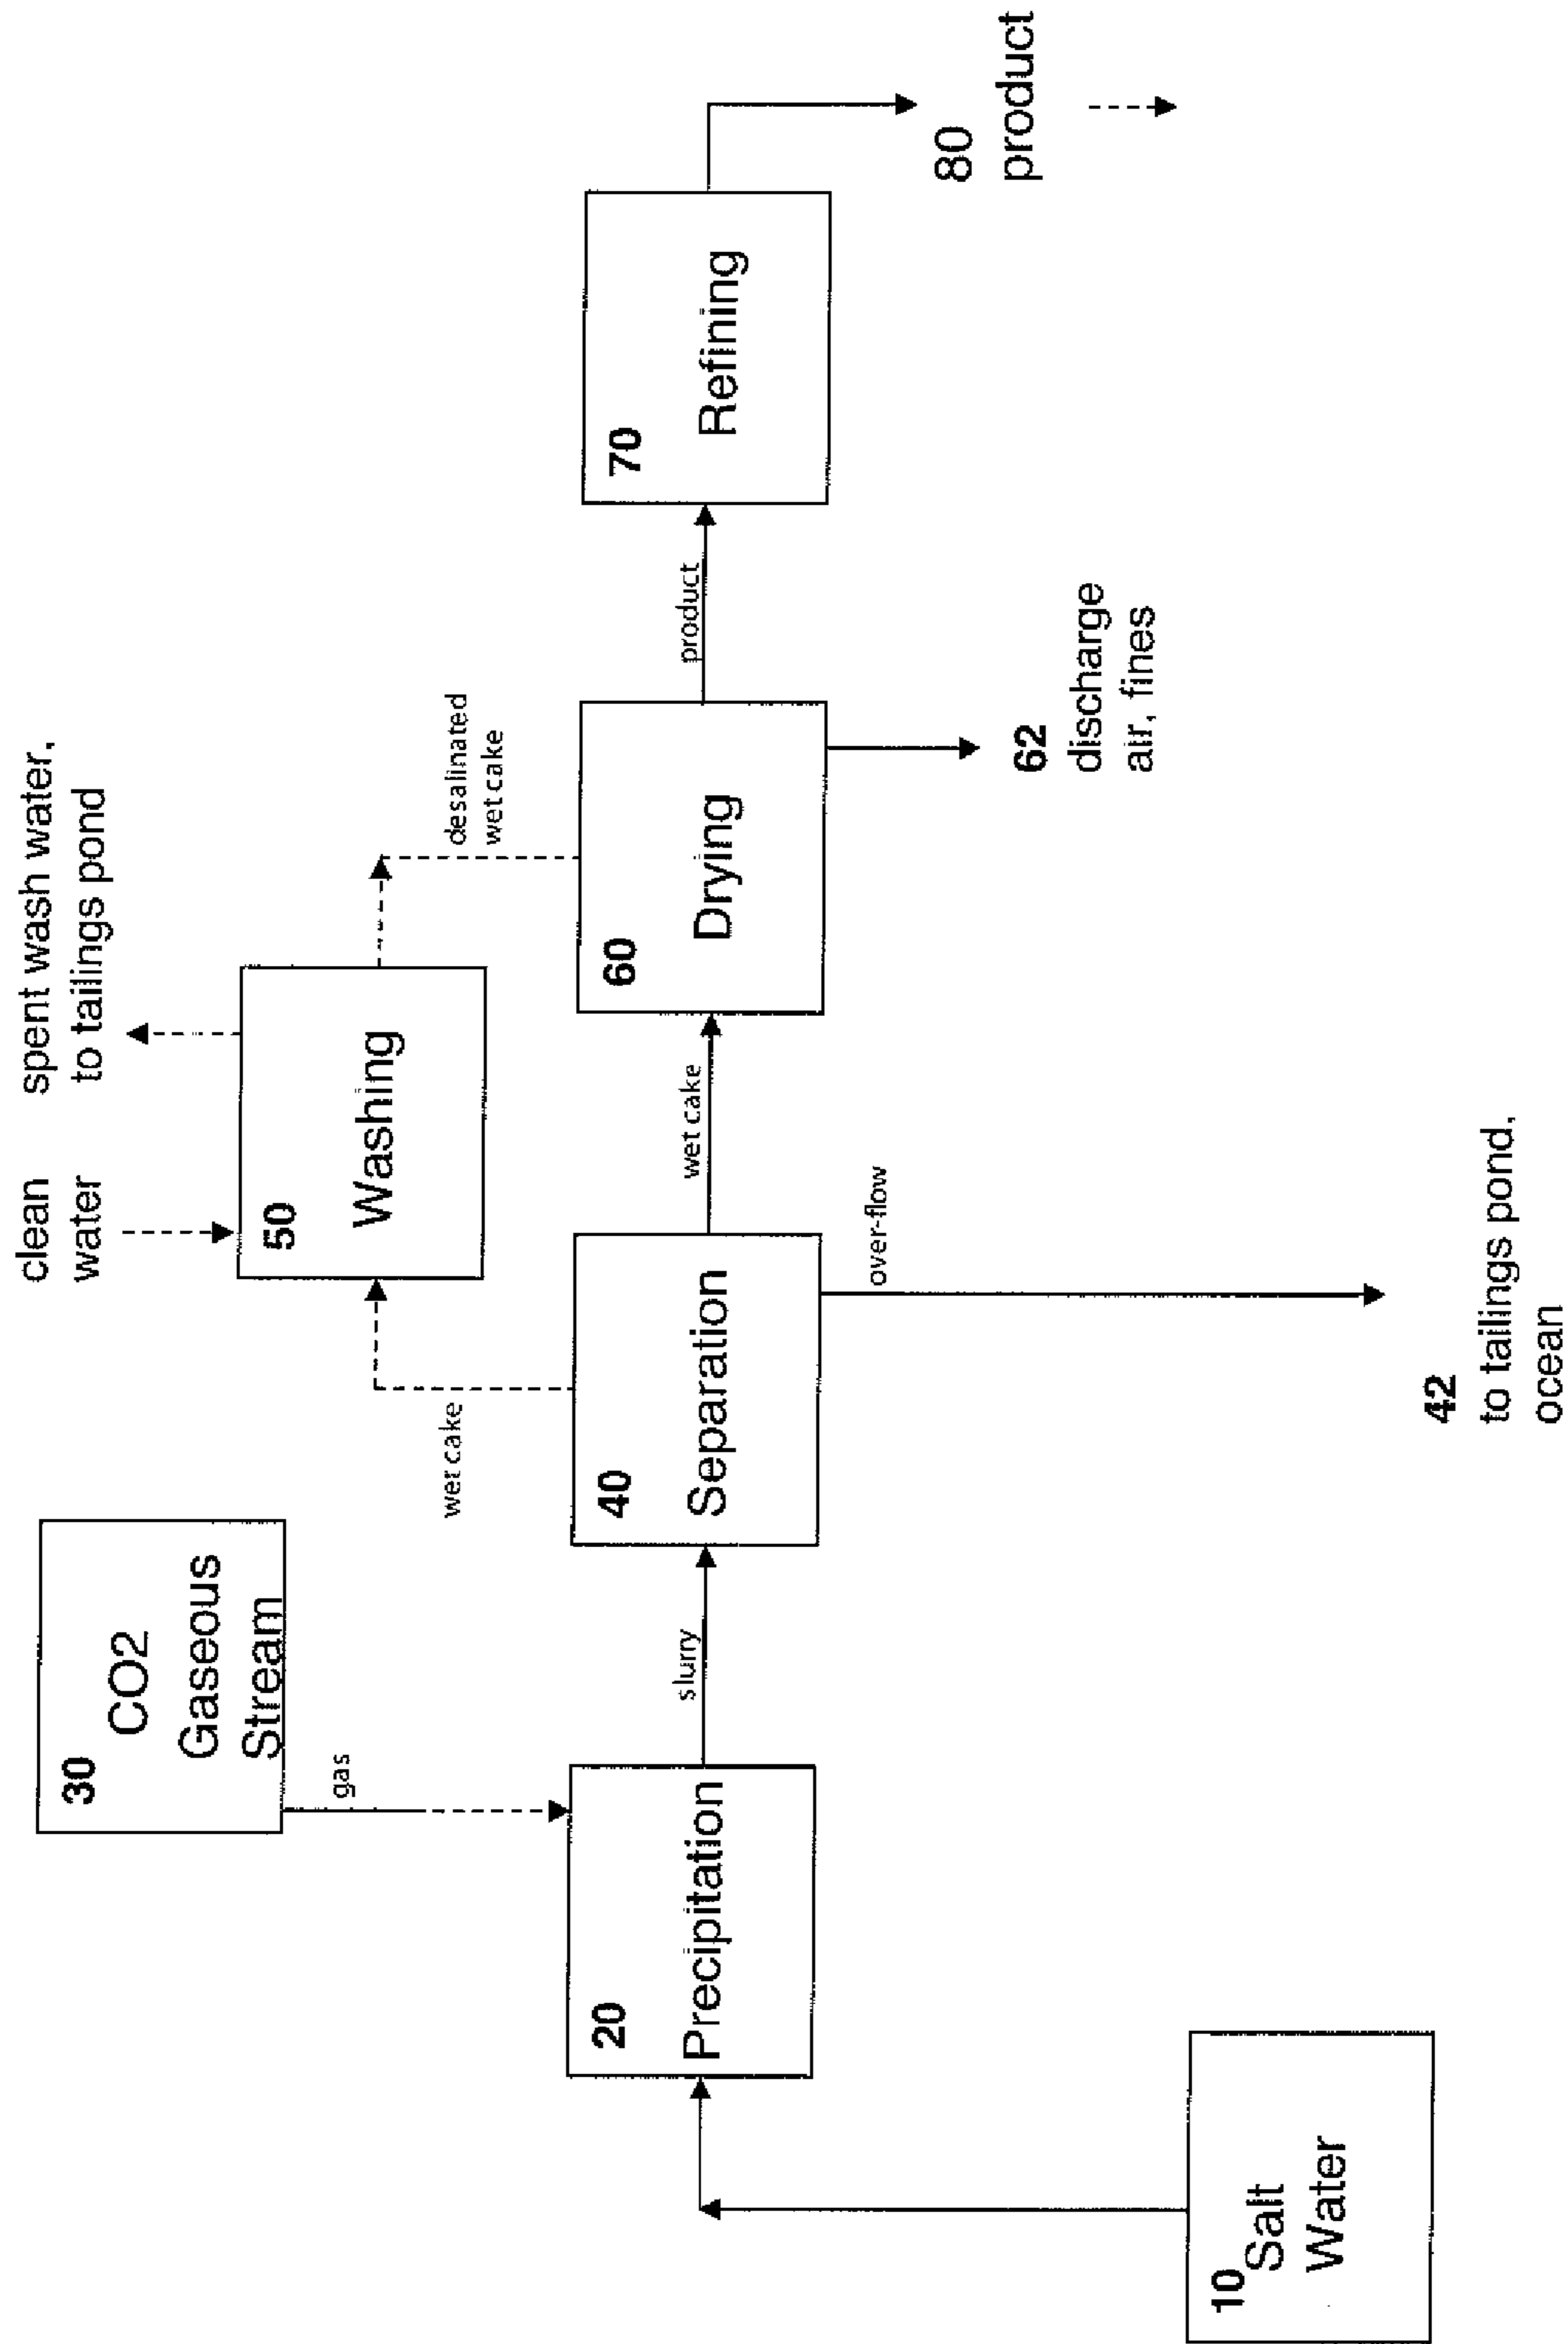 clean
water
spent wash water,
to tailings pond
30
CO2
Gaseous
Stream
50
Washing
gas
wet cake
desalinated
wet cake
20
Precipitation
slurry
40
Separation
wet cake
60
Drying
product
70
Refining
over-flow
80
product
62
discharge
air, fines
10
Salt
Water
42
to tailings pond,
ocean